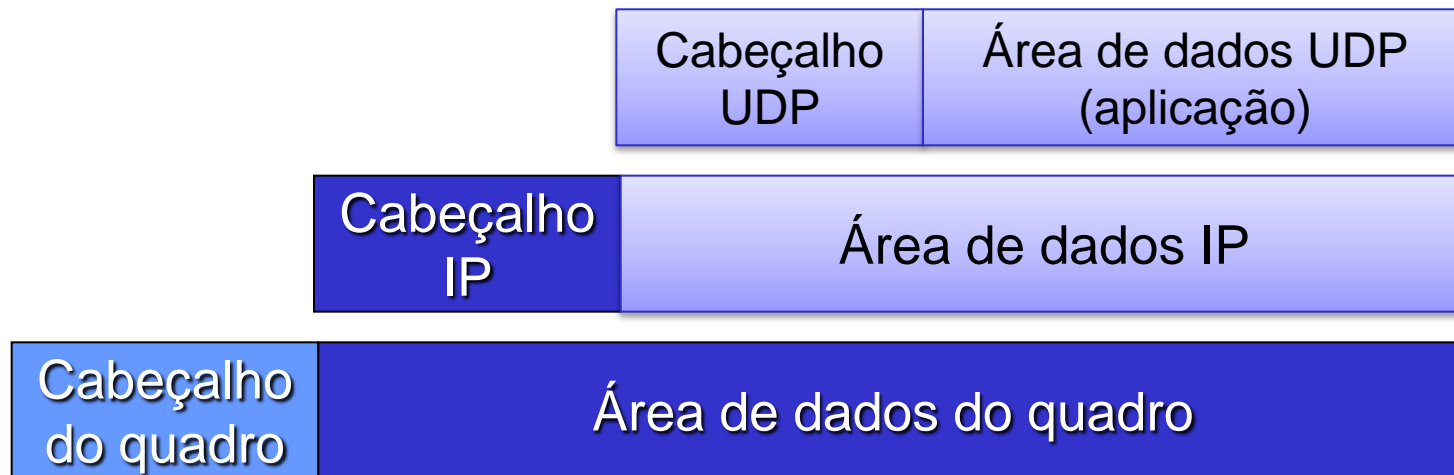 Cabeçalho
UDP
Área de dados UDP
(aplicação)
Cabeçalho
IP
Área de dados IP
Cabeçalho
do quadro
Área de dados do quadro